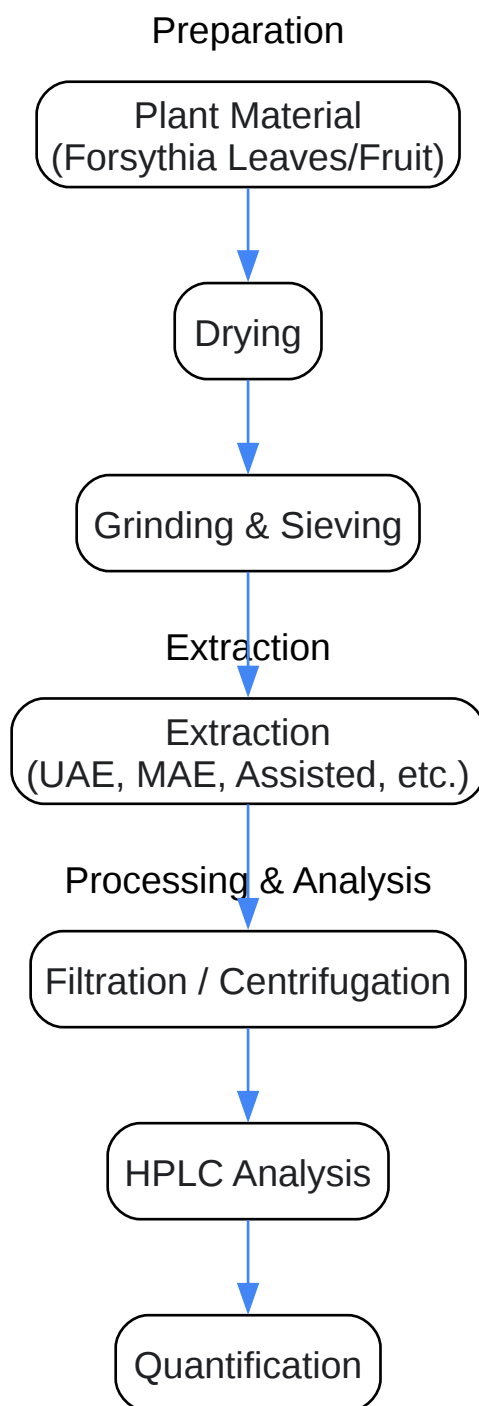 Preparation
Plant Material
(Forsythia Leaves/Fruit)
Drying
Grinding & Sieving
Extraction
Extraction
(UAE, MAE, Assisted, etc.)
Processing & Analysis
Filtration / Centrifugation
HPLC Analysis
Quantification